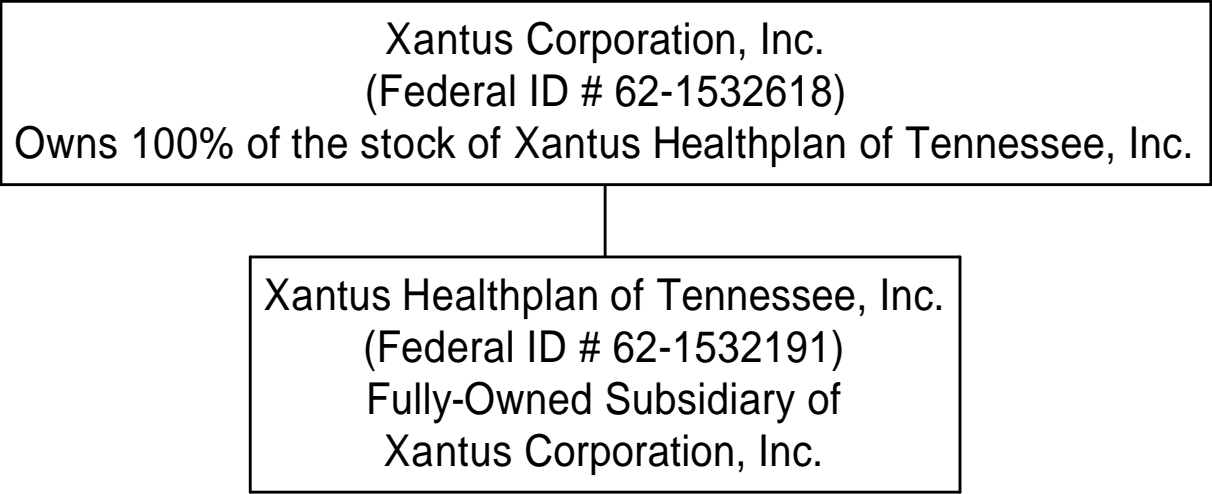 Xantus Corporation, Inc.
(Federal ID # 62-1532618)
Owns 100% of the stock of Xantus Healthplan of Tennessee, Inc.
Xantus Healthplan of Tennessee, Inc.
(Federal ID # 62-1532191)
Fully-Owned Subsidiary of
Xantus Corporation, Inc.